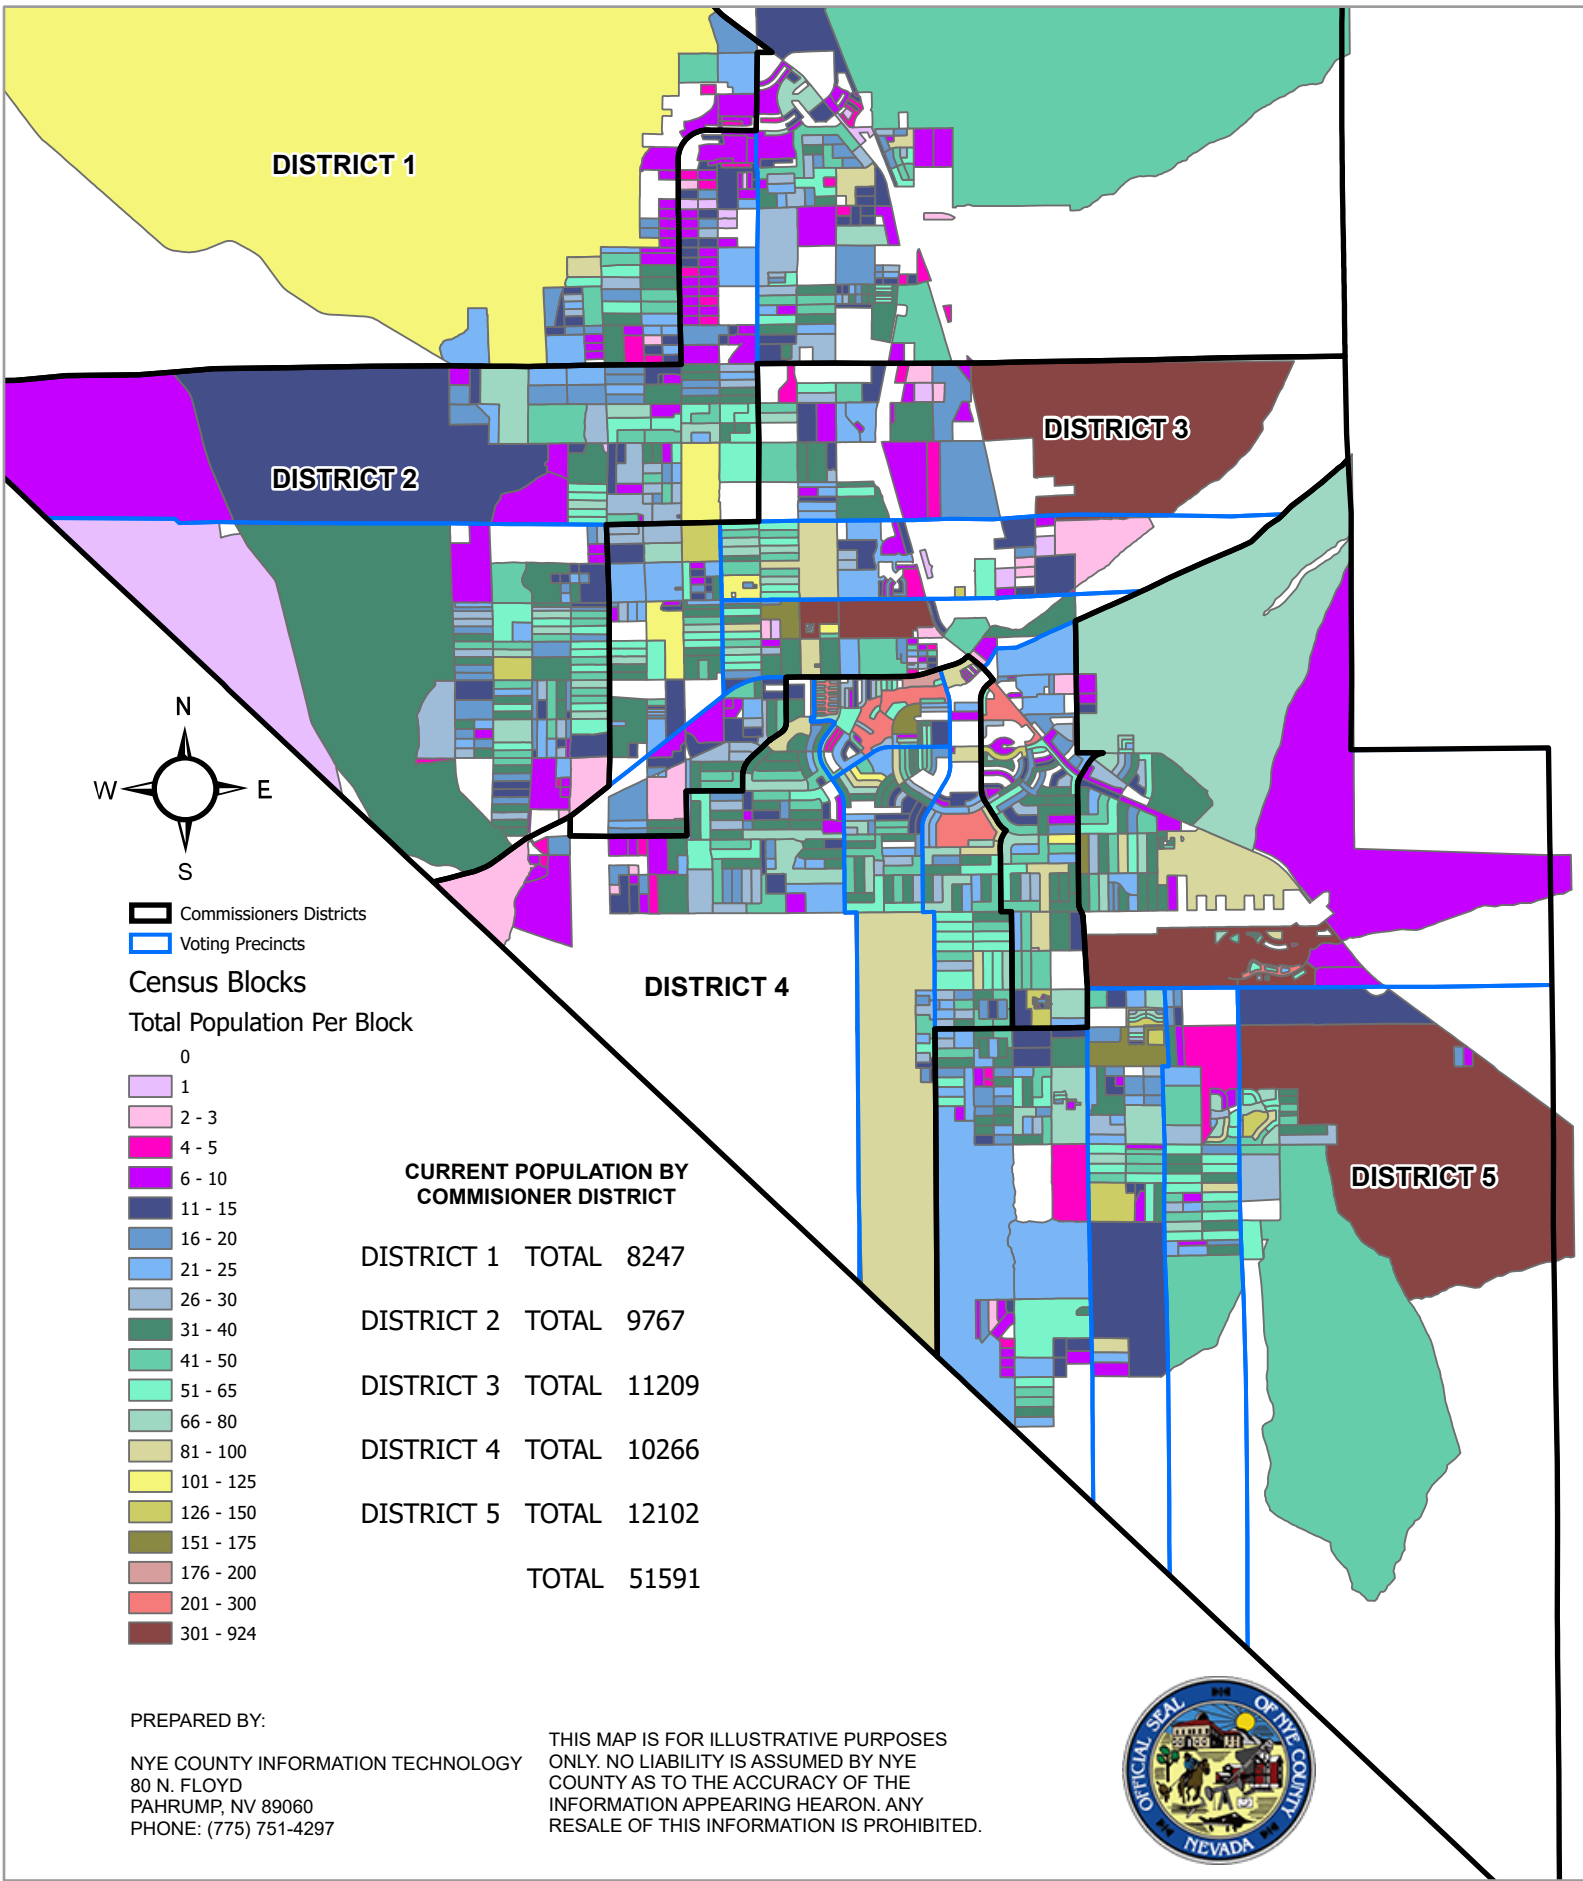 DISTRICT 1
DISTRICT 3
DISTRICT 2
N
W
E
S
Commissioners Districts
Voting Precincts
Census Blocks
Total Population Per Block
0
1
2 - 3
4 - 5
6 - 10
11 - 15
16 - 20
21 - 25
26 - 30
31 - 40
41 - 50
51 - 65
66 - 80
81 - 100
101 - 125
126 - 150
151 - 175
176 - 200
201 - 300
301 - 924
DISTRICT 4
DISTRICT 5
CURRENT POPULATION BY
COMMISIONER DISTRICT
DISTRICT 1 TOTAL 8247
DISTRICT 2 TOTAL 9767
DISTRICT 3 TOTAL 11209
DISTRICT 4 TOTAL 10266
DISTRICT 5 TOTAL 12102
TOTAL 51591
PREPARED BY:
NYE COUNTY INFORMATION TECHNOLOGY
80 N. FLOYD
PAHRUMP, NV 89060
PHONE: (775) 751-4297
THIS MAP IS FOR ILLUSTRATIVE PURPOSES
ONLY. NO LIABILITY IS ASSUMED BY NYE
COUNTY AS TO THE ACCURACY OF THE
INFORMATION APPEARING HEARON. ANY
RESALE OF THIS INFORMATION IS PROHIBITED.
OFFICIAL SEAL OF NYE COUNTY
NEVADA